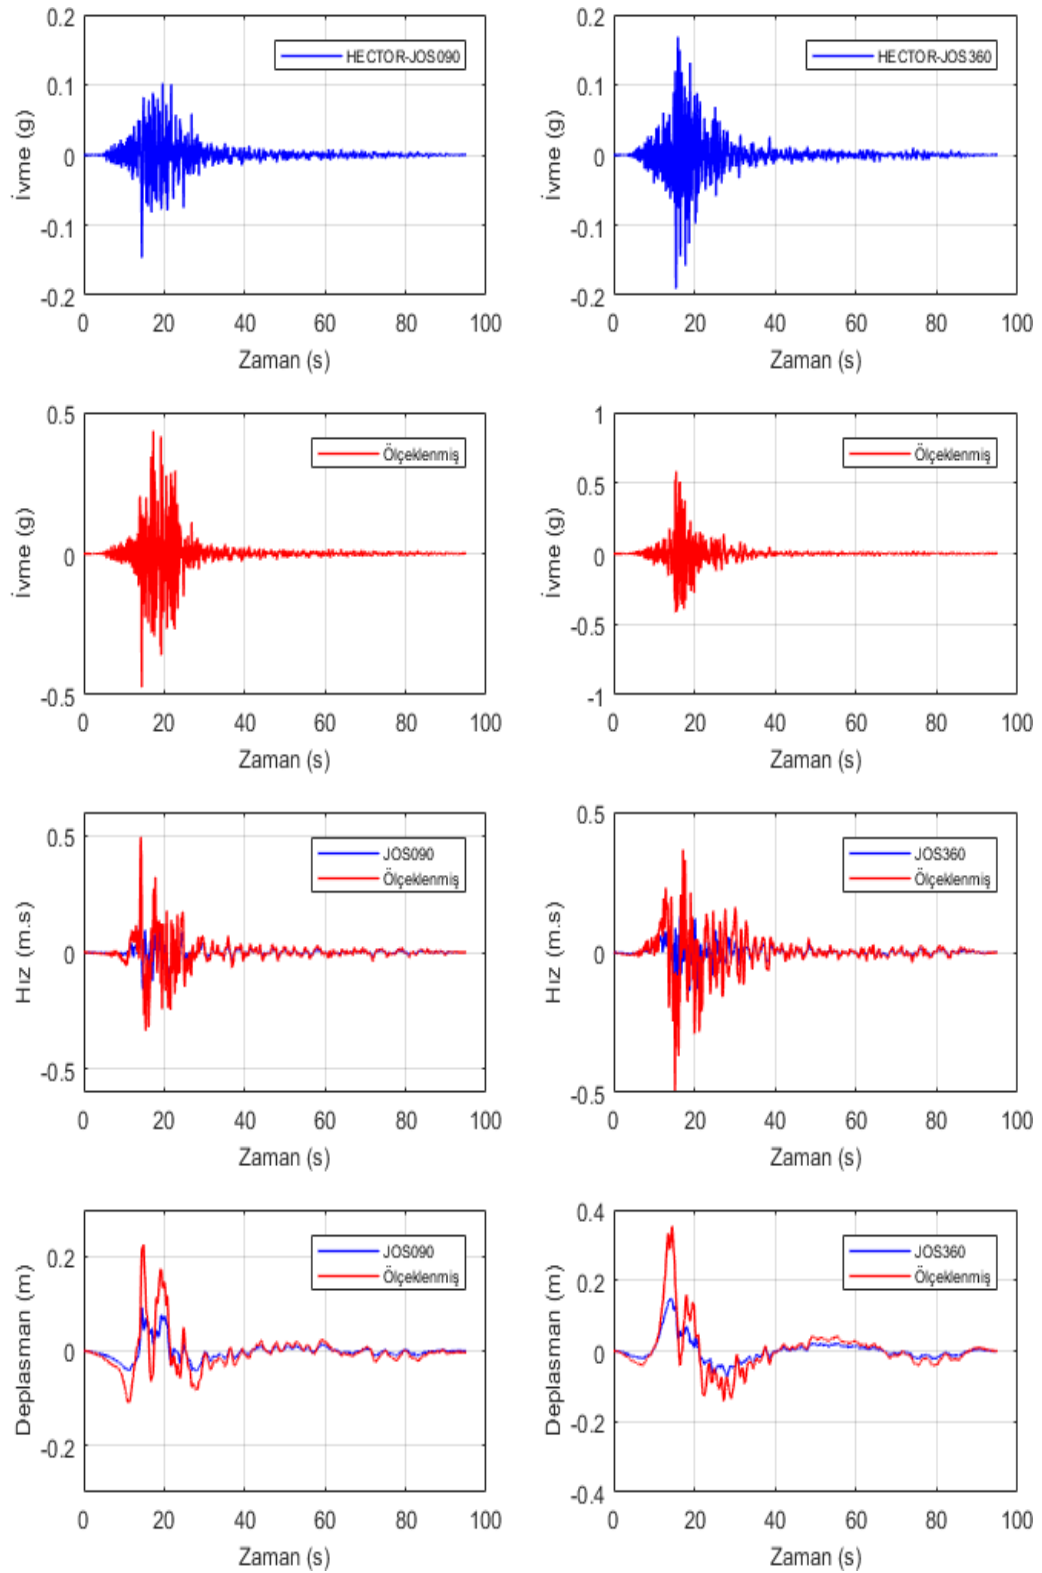 0.2
0.1
0
-0.1
-0.2
İvme (g)
HECTOR-JOS090
0 20 40 60 80 100
Zaman (s)
0.2
0.1
0
-0.1
-0.2
İvme (g)
HECTOR-JOS360
0 20 40 60 80 100
Zaman (s)
0.5
0
-0.5
İvme (g)
Ölçeklenmiş
0 20 40 60 80 100
Zaman (s)
1
0.5
0
-0.5
-1
İvme (g)
Ölçeklenmiş
0 20 40 60 80 100
Zaman (s)
0.5
0
-0.5
Hız (m.s)
JOS090
Ölçeklenmiş
0 20 40 60 80 100
Zaman (s)
0.5
0
-0.5
Hız (m.s)
JOS360
Ölçeklenmiş
0 20 40 60 80 100
Zaman (s)
0.2
0
-0.2
Deplasman (m)
JOS090
Ölçeklenmiş
0 20 40 60 80 100
Zaman (s)
0.4
0.2
0
-0.2
-0.4
Deplasman (m)
JOS360
Ölçeklenmiş
0 20 40 60 80 100
Zaman (s)